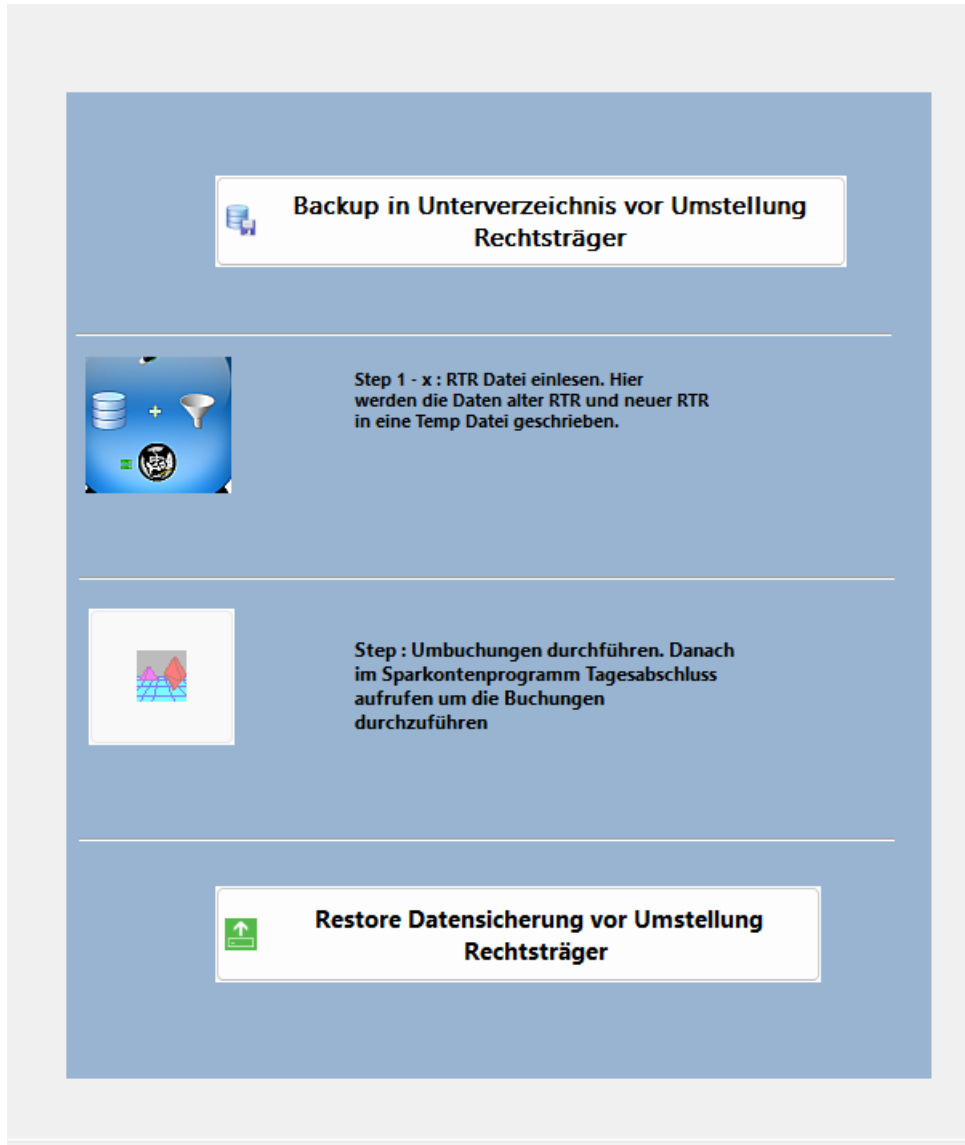 Backup in Unterverzeichnis vor Umstellung
Rechtsträger
Step 1 - x : RTR Datei einlesen. Hier
werden die Daten alter RTR und neuer RTR
in eine Temp Datei geschrieben.
Step : Umbuchungen durchführen. Danach
im Sparkontenprogramm Tagesabschluss
aufrufen um die Buchungen
durchzuführen
Restore Datensicherung vor Umstellung
Rechtsträger